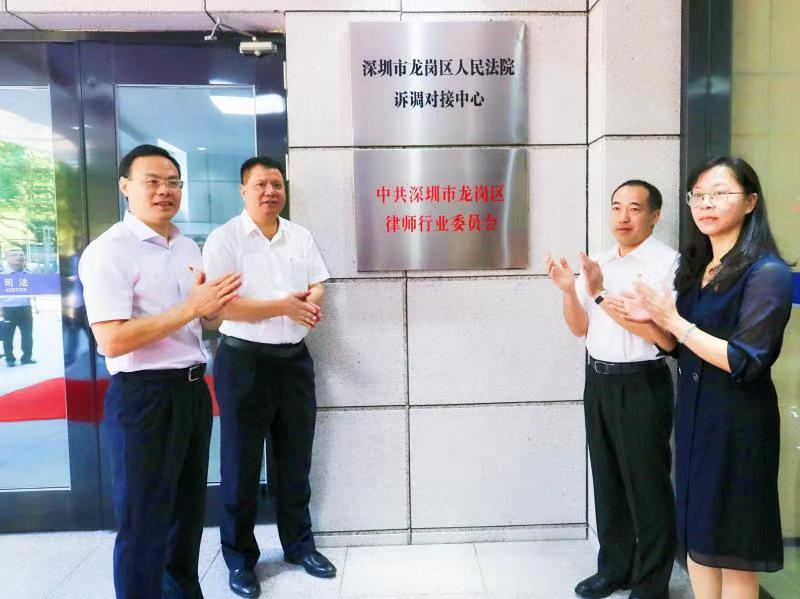 深圳市龙岗区人民法院
诉调对接中心
中共深圳市龙岗区
律师行业委员会
司法
JUSTICE